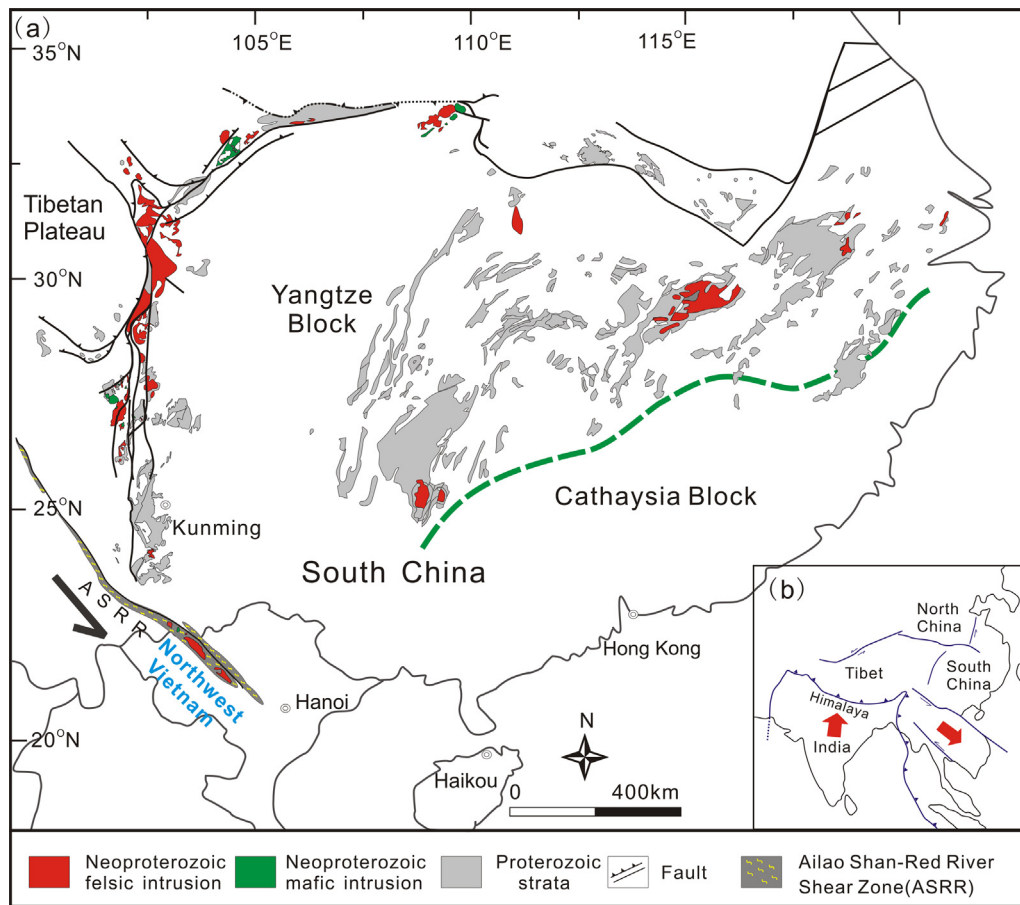 (a)
105°E
110°E
115°E
35°N
Tibetan
Plateau
30°N
Yangtze
Block
25°N
Kunming
Cathaysia Block
South China
ASRR
Northwest
Vietnam
Hong Kong
Hanoi
20°N
Haikou
N
0
400km
(b)
North
China
South
China
Tibet
Himalaya
India
Neoproterozoic
felsic intrusion
Neoproterozoic
mafic intrusion
Proterozoic
strata
Fault
Ailao Shan-Red River
Shear Zone(ASRR)